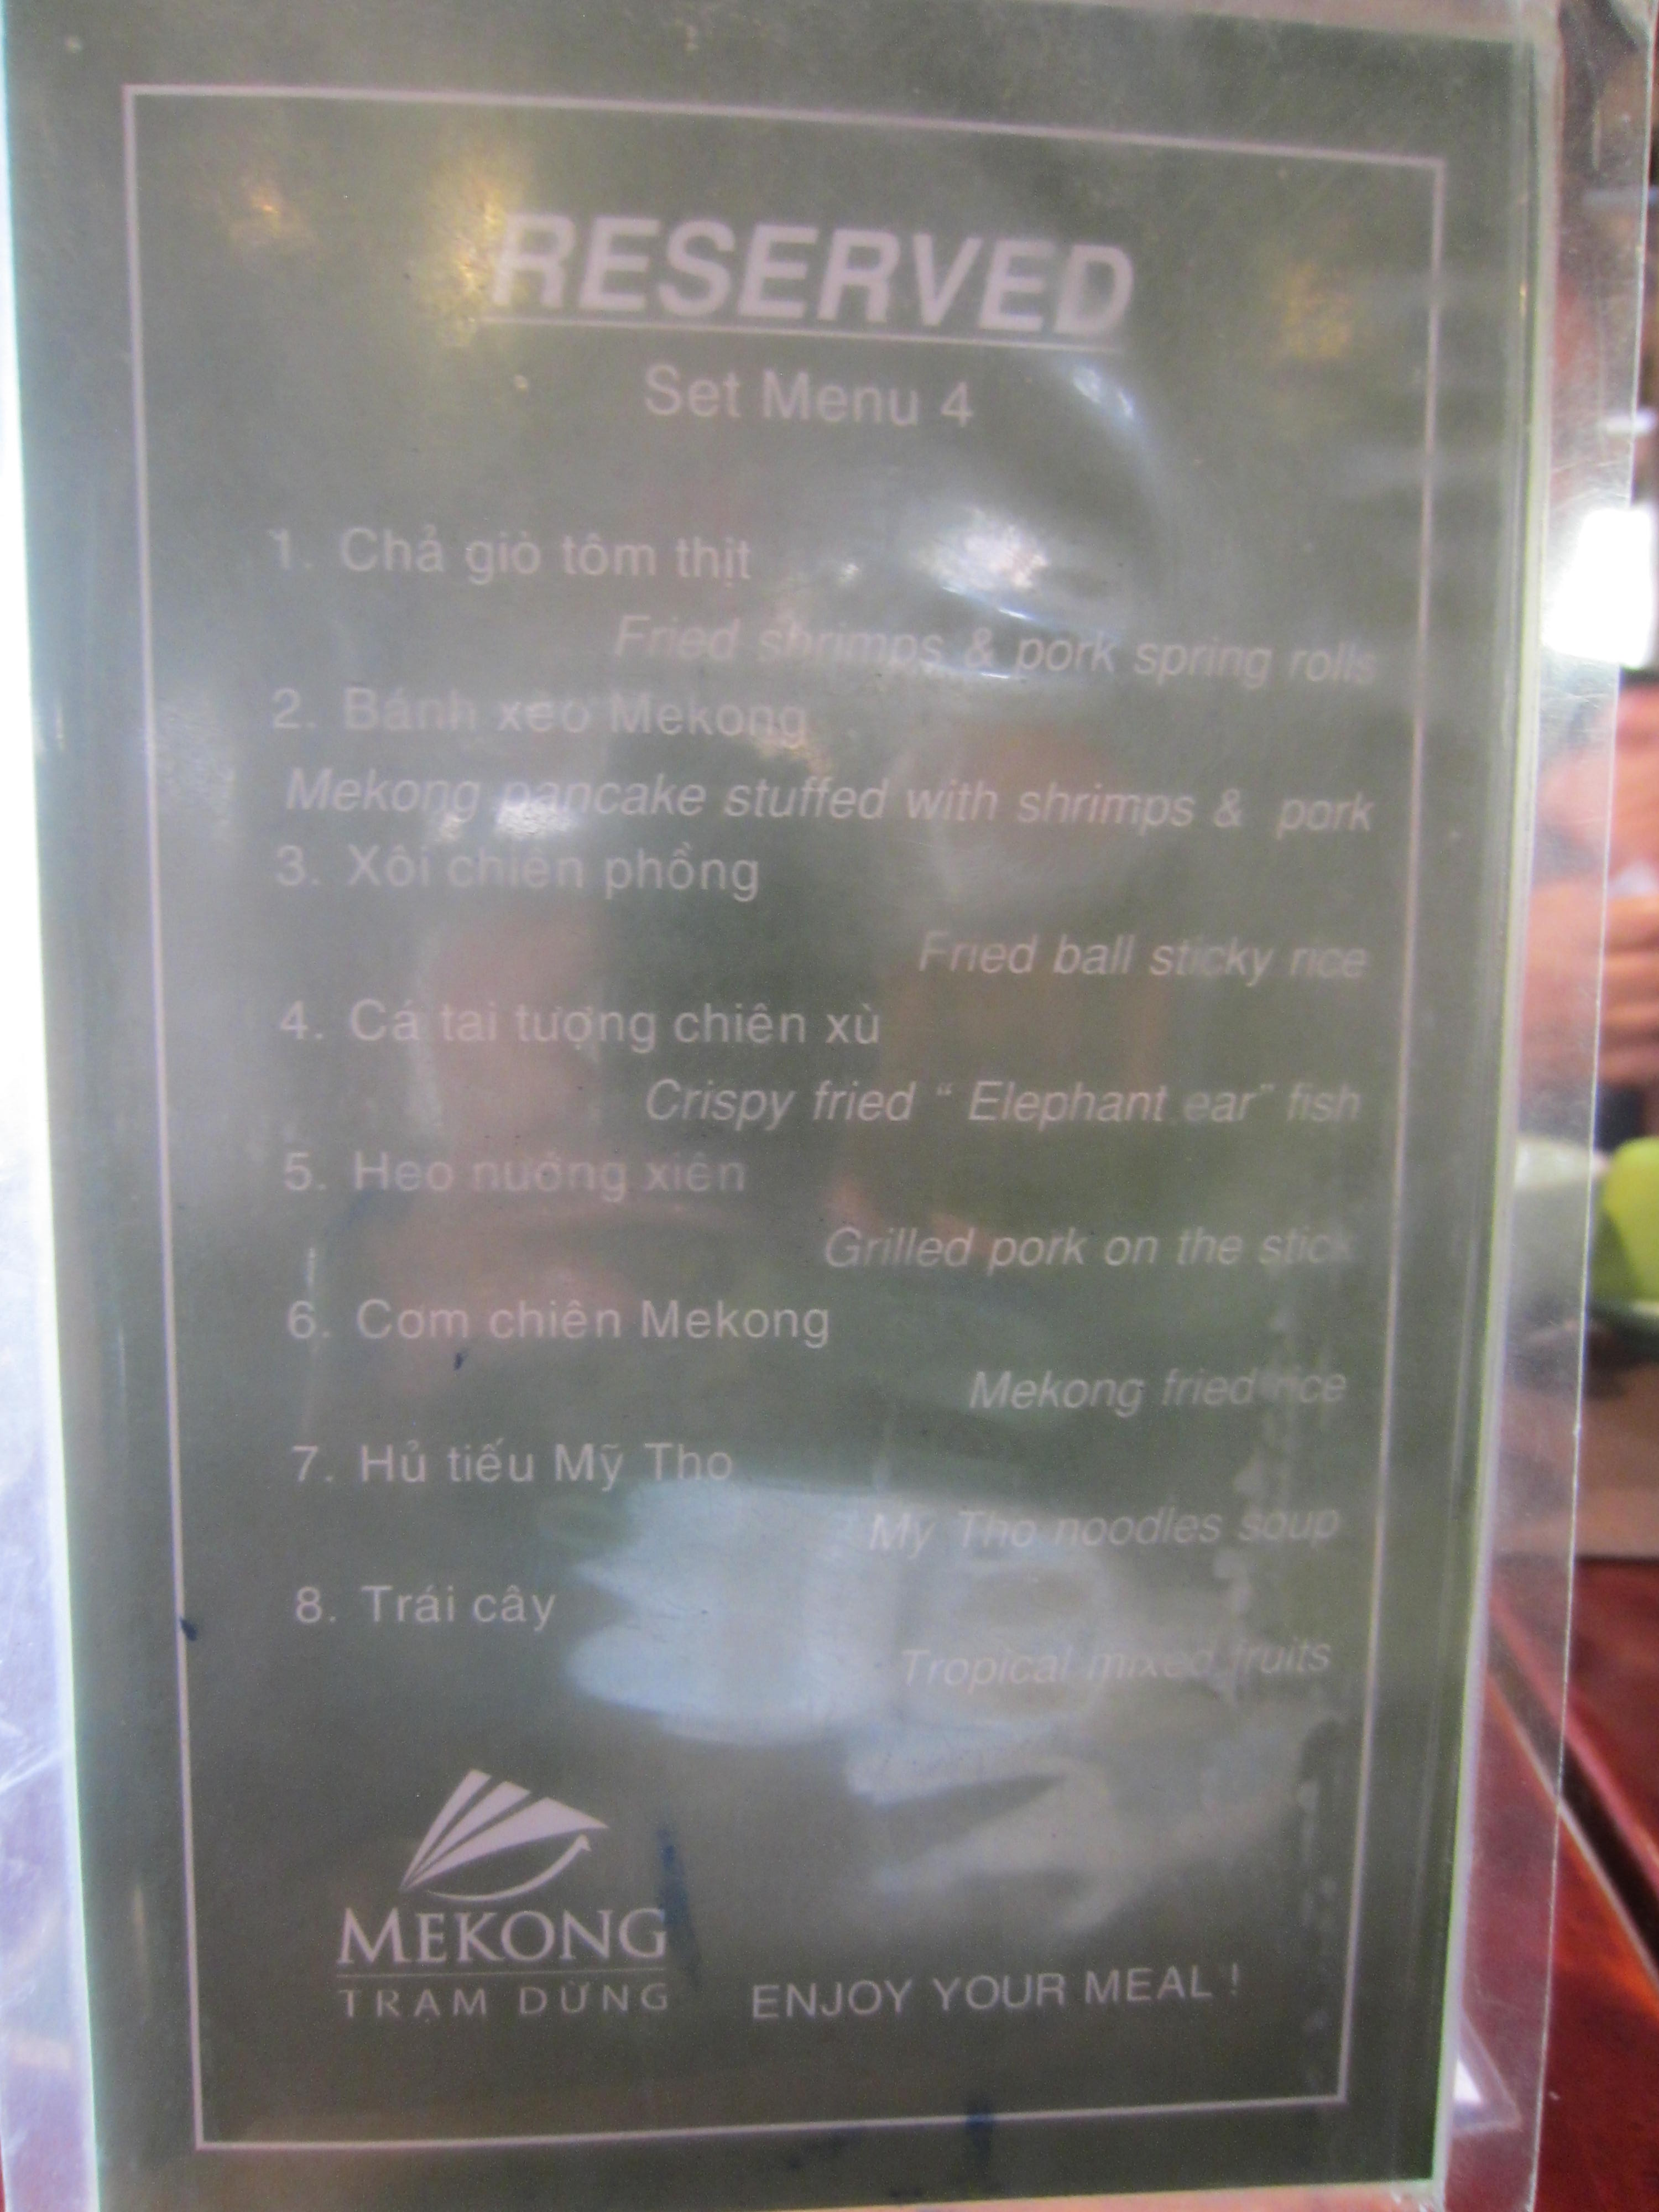 RESERVED
Set Menu 4
1. Chả giò tôm thịt
Fried shrimps & pork spring rolls
2. Bánh xèo Mekong
Mekong pancake stuffed with shrimps & pork
3. Xôi chiên phồng
Fried ball sticky rice
4. Cá tai tượng chiên xù
Crispy fried “ Elephant ear” fish
5. Heo nướng xiên
Grilled pork on the stick
6. Cơm chiên Mekong
Mekong fried rice
7. Hủ tiếu Mỹ Tho
My Tho noodles soup
8. Trái cây
Tropical mixed fruits
MEKONG
TRẠM DỪNG
ENJOY YOUR MEAL !